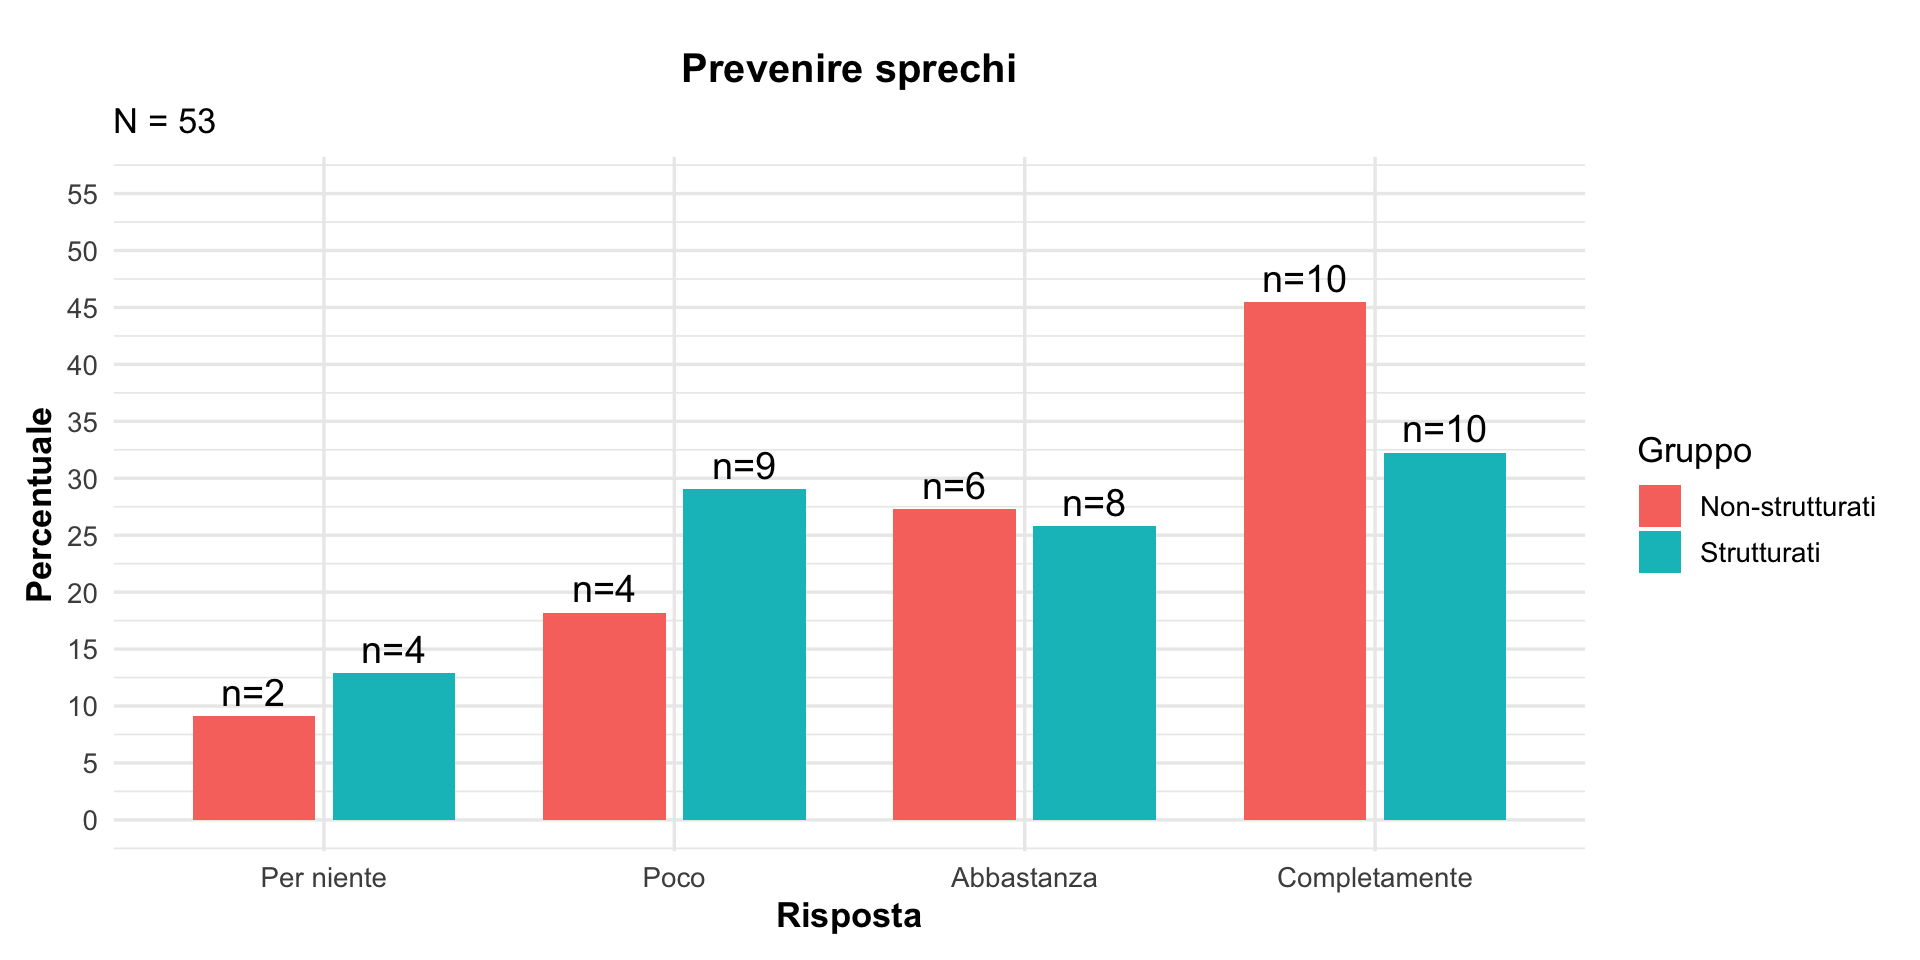 Prevenire sprechi
N = 53
55
50
45
40
35
30
25
20
15
10
5
0
Percentuale
n=2
n=4
n=4
n=9
n=6
n=8
n=10
n=10
Per niente
Poco
Abbastanza
Completamente
Risposta
Gruppo
Non-strutturati
Strutturati